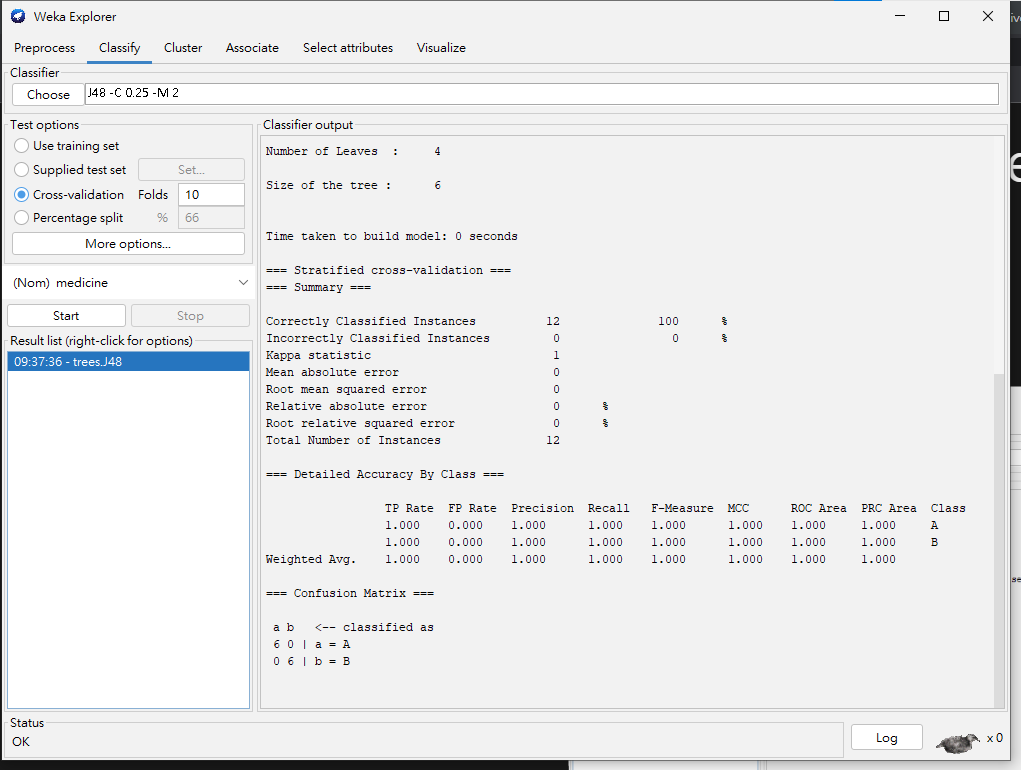 Weka Explorer
Preprocess Classify Cluster Associate Select attributes Visualize
Classifier
Choose J48 -C 0.25 -M 2
Test options
Use training set
Supplied test set Set...
Cross-validation Folds 10
Percentage split % 66
More options...
(Nom) medicine
Start Stop
Result list (right-click for options)
09:37:36 - trees.J48
Classifier output
Number of Leaves : 4
Size of the tree : 6
Time taken to build model: 0 seconds
=== Stratified cross-validation ===
=== Summary ===
Correctly Classified Instances 12 100 %
Incorrectly Classified Instances 0 0 %
Kappa statistic 1
Mean absolute error 0
Root mean squared error 0
Relative absolute error 0 %
Root relative squared error 0 %
Total Number of Instances 12
=== Detailed Accuracy By Class ===
TP Rate FP Rate Precision Recall F-Measure MCC ROC Area PRC Area Class
1.000 0.000 1.000 1.000 1.000 1.000 1.000 1.000 A
1.000 0.000 1.000 1.000 1.000 1.000 1.000 1.000 B
Weighted Avg. 1.000 0.000 1.000 1.000 1.000 1.000 1.000 1.000
=== Confusion Matrix ===
a b <-- classified as
6 0 | a = A
0 6 | b = B
Status
OK
Log x 0